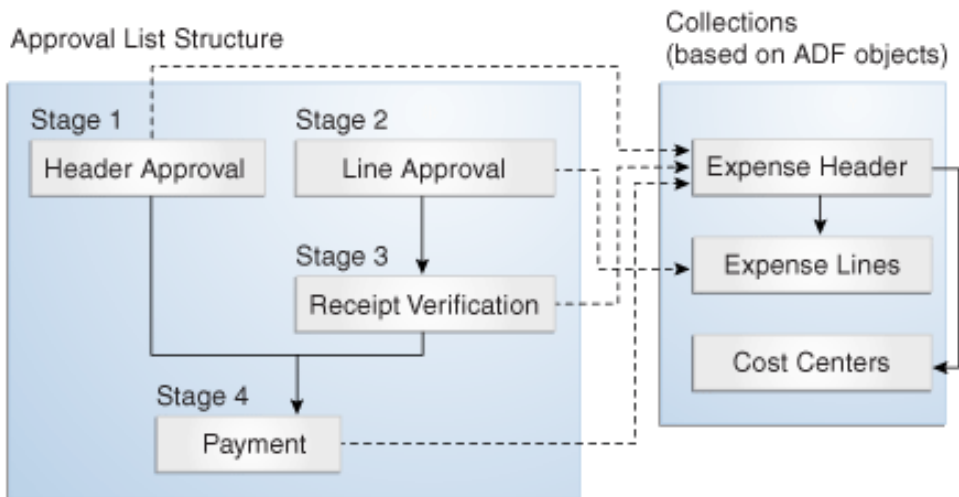 Approval List Structure
Collections
(based on ADF objects)
Stage 1
Header Approval
Stage 2
Line Approval
Stage 3
Receipt Verification
Stage 4
Payment
Expense Header
Expense Lines
Cost Centers